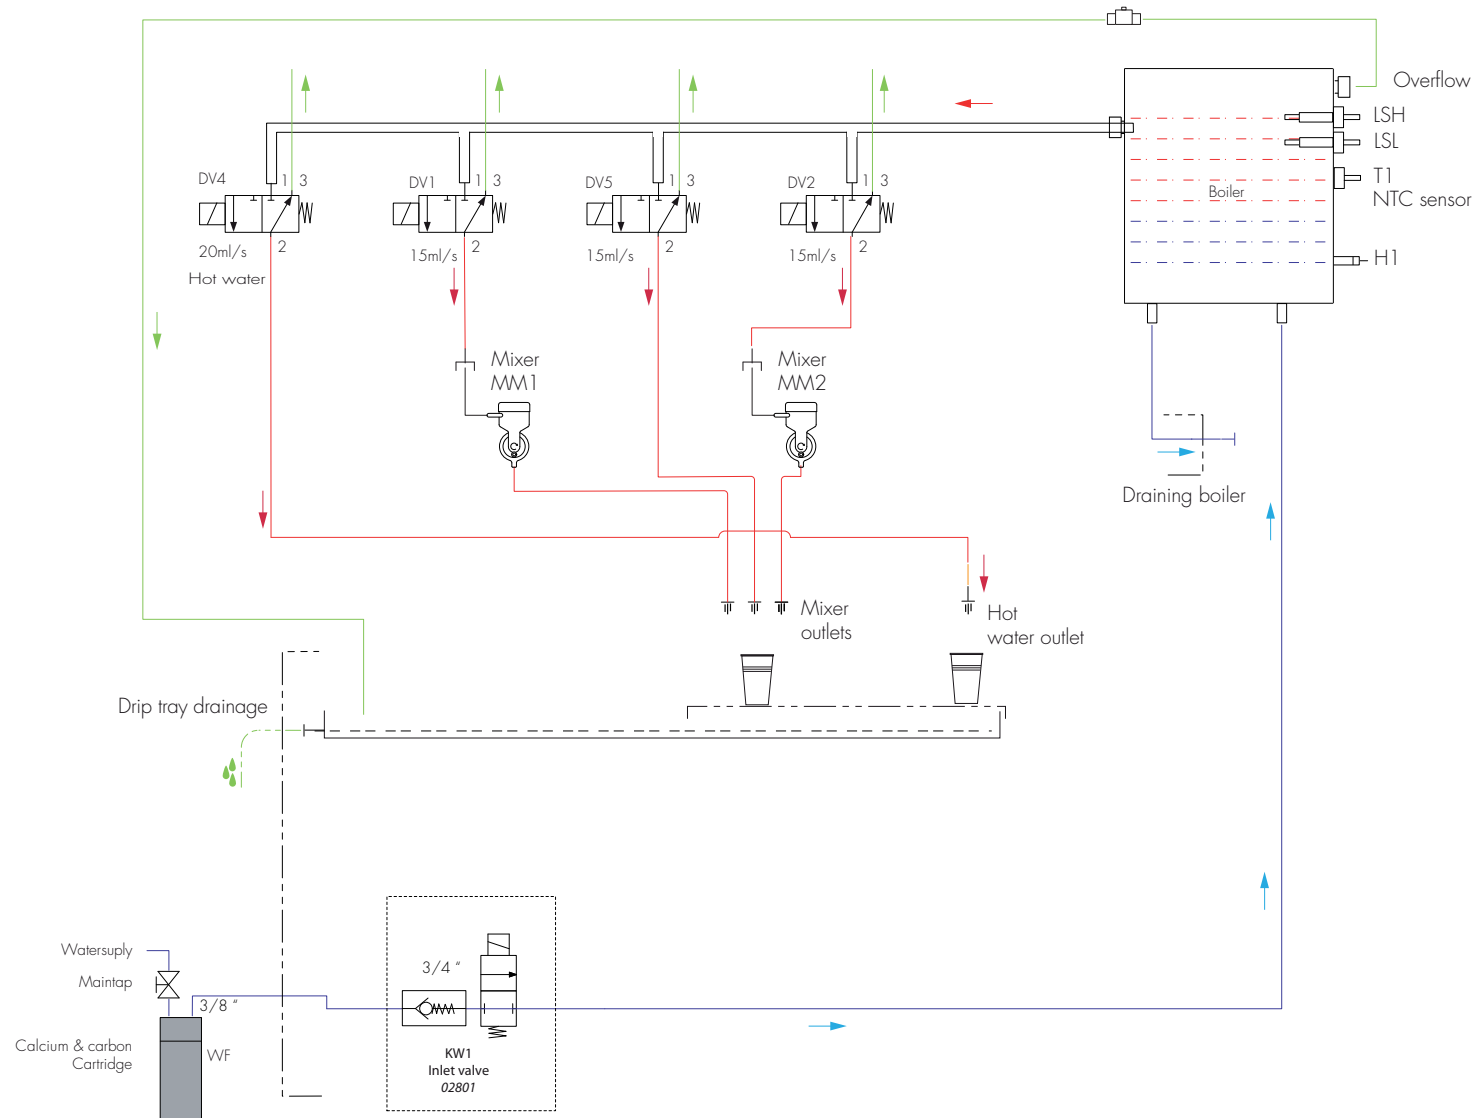 Overflow
LSH
LSL
T1
NTC sensor
Boiler
H1
DV4
1 3
2
20ml/s
Hot water
DV1
1 3
2
15ml/s
DV5
1 3
2
15ml/s
DV2
1 3
2
15ml/s
Mixer
MM1
Mixer
MM2
Draining boiler
Mixer
outlets
Hot
water outlet
Drip tray drainage
Watersuply
Maintap
3/8 "
Calcium & carbon
Cartridge
WF
3/4 "
KW1
Inlet valve
02801